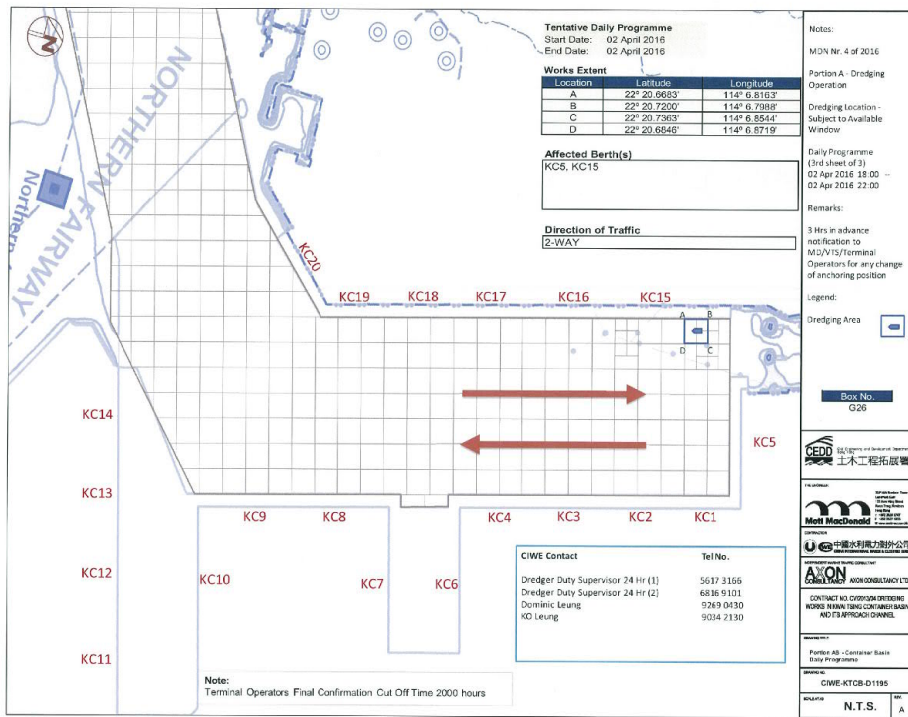 Tentative Daily Programme
Start Date: 02 April 2016
End Date: 02 April 2016
Works Extent
Location Latitude Longitude
A 22° 20.6683' 114° 6.8163'
B 22° 20.7200' 114° 6.7988'
C 22° 20.7363' 114° 6.8544'
D 22° 20.6846' 114° 6.8719'
Affected Berth(s)
KC5, KC15
Direction of Traffic
2-WAY
N
NORTHERN FAIRWAY
Northern
KC20
KC19 KC18 KC17 KC16 KC15
A B
D C
KC14
KC5
KC13
KC9 KC8 KC4 KC3 KC2 KC1
KC12 KC10 KC7 KC6
KC11
CIWE Contact Tel No.
Dredger Duty Supervisor 24 Hr (1) 5617 3166
Dredger Duty Supervisor 24 Hr (2) 6816 9101
Dominic Leung 9269 0430
KO Leung 9034 2130
Note:
Terminal Operators Final Confirmation Cut Off Time 2000 hours
Notes:
MDN Nr. 4 of 2016
Portion A - Dredging
Operation
Dredging Location -
Subject to Available
Window
Daily Programme
(3rd sheet of 3)
02 Apr 2016 18:00 --
02 Apr 2016 22:00
Remarks:
3 Hrs in advance
notification to
MD/VTS/Terminal
Operators for any change
of anchoring position
Legend:
Dredging Area
Box No.
G26
CEDD
土木工程拓展署
Mott MacDonald
CONTRACTOR
中國水利電力對外公司
AXON
CONSULTANCY AXON CONSULTANCY LTD
CONTRACT NO. CV/2013/04 DREDGING
WORKS IN KWAI TSING CONTAINER BASIN
AND ITS APPROACH CHANNEL
Portion AS - Container Basin
Daily Programme
CIWE-KTCB-D1195
N.T.S.
REV.
A